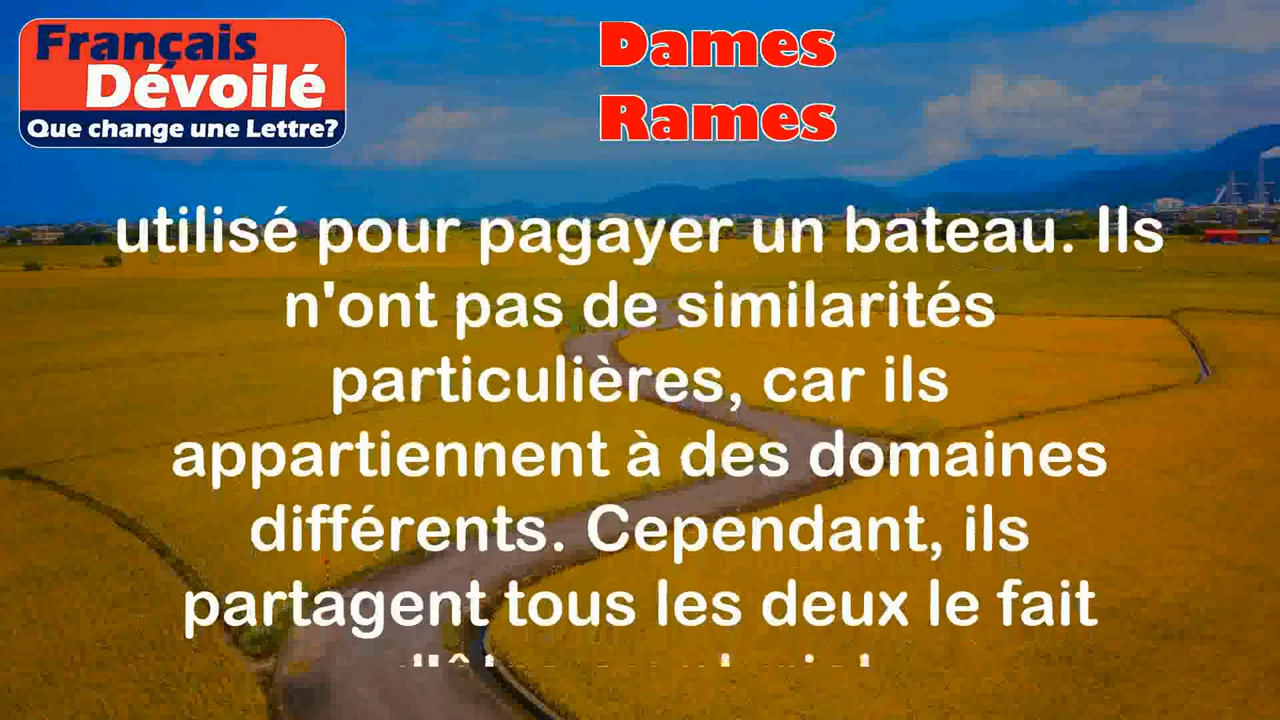 Français
Dévoilé
Que change une Lettre?
Dames
Rames
utilisé pour pagayer un bateau. Ils
n'ont pas de similarités
particulières, car ils
appartiennent à des domaines
différents. Cependant, ils
partagent tous les deux le fait